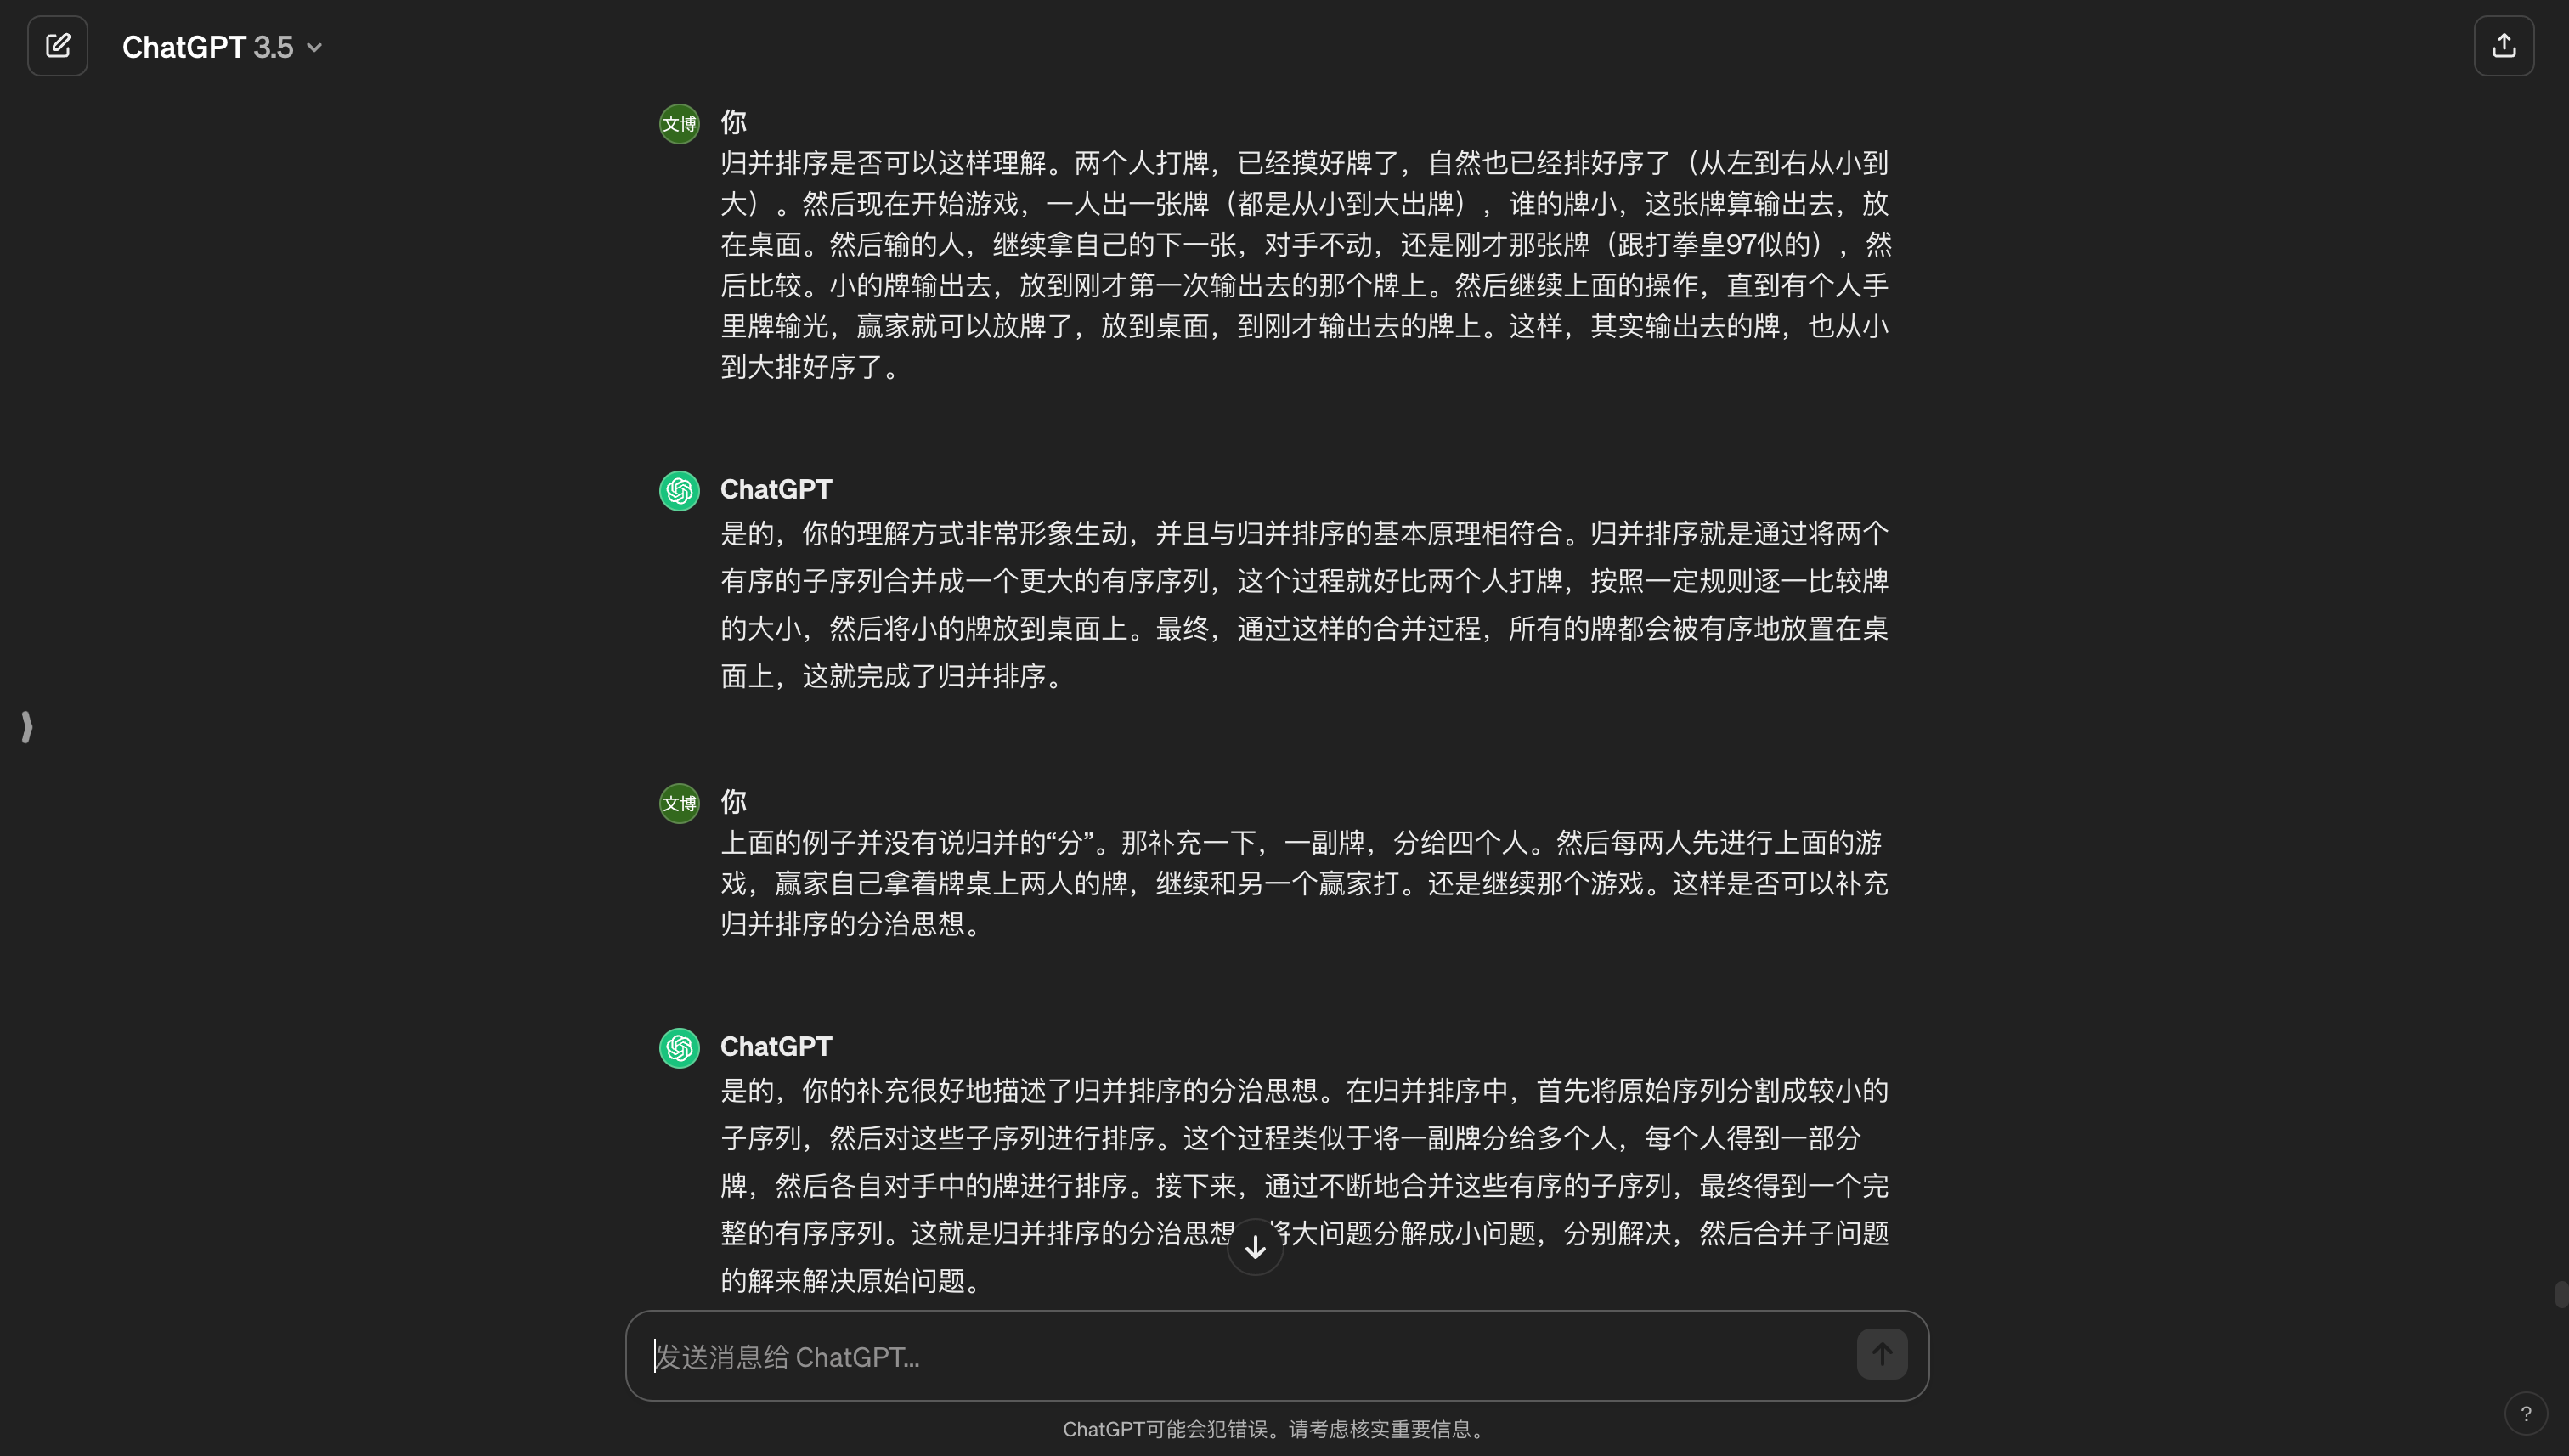 ChatGPT 3.5
文博
你
归并排序是否可以这样理解。两个人打牌，已经摸好牌了，自然也已经排好序了（从左到右从小到
大）。然后现在开始游戏，一人出一张牌（都是从小到大出牌），谁的牌小，这张牌算输出去，放
在桌面。然后输的人，继续拿自己的下一张，对手不动，还是刚才那张牌（跟打拳皇97似的），然
后比较。小的牌输出去，放到刚才第一次输出去的那个牌上。然后继续上面的操作，直到有个人手
里牌输光，赢家就可以放牌了，放到桌面，到刚才输出去的牌上。这样，其实输出去的牌，也从小
到大排好序了。
ChatGPT
是的，你的理解方式非常形象生动，并且与归并排序的基本原理相符合。归并排序就是通过将两个
有序的子序列合并成一个更大的有序序列，这个过程就好比两个人打牌，按照一定规则逐一比较牌
的大小，然后将小的牌放到桌面上。最终，通过这样的合并过程，所有的牌都会被有序地放置在桌
面上，这就完成了归并排序。
文博
你
上面的例子并没有说归并的“分”。那补充一下，一副牌，分给四个人。然后每两人先进行上面的游
戏，赢家自己拿着牌桌上两人的牌，继续和另一个赢家打。还是继续那个游戏。这样是否可以补充
归并排序的分治思想。
ChatGPT
是的，你的补充很好地描述了归并排序的分治思想。在归并排序中，首先将原始序列分割成较小的
子序列，然后对这些子序列进行排序。这个过程类似于将一副牌分给多个人，每个人得到一部分
牌，然后各自对手中的牌进行排序。接下来，通过不断地合并这些有序的子序列，最终得到一个完
整的有序序列。这就是归并排序的分治思想 将大问题分解成小问题，分别解决，然后合并子问题
的解来解决原始问题。
发送消息给 ChatGPT...
ChatGPT可能会犯错误。请考虑核实重要信息。
?